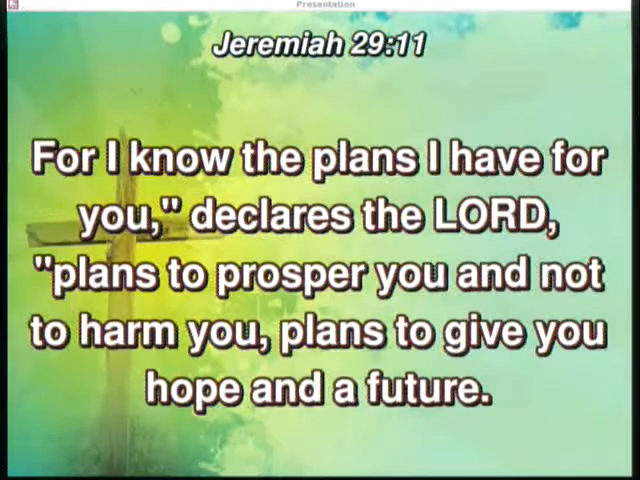 Presentation
Jeremiah 29:11
For I know the plans I have for
you," declares the LORD,
"plans to prosper you and not
to harm you, plans to give you
hope and a future.